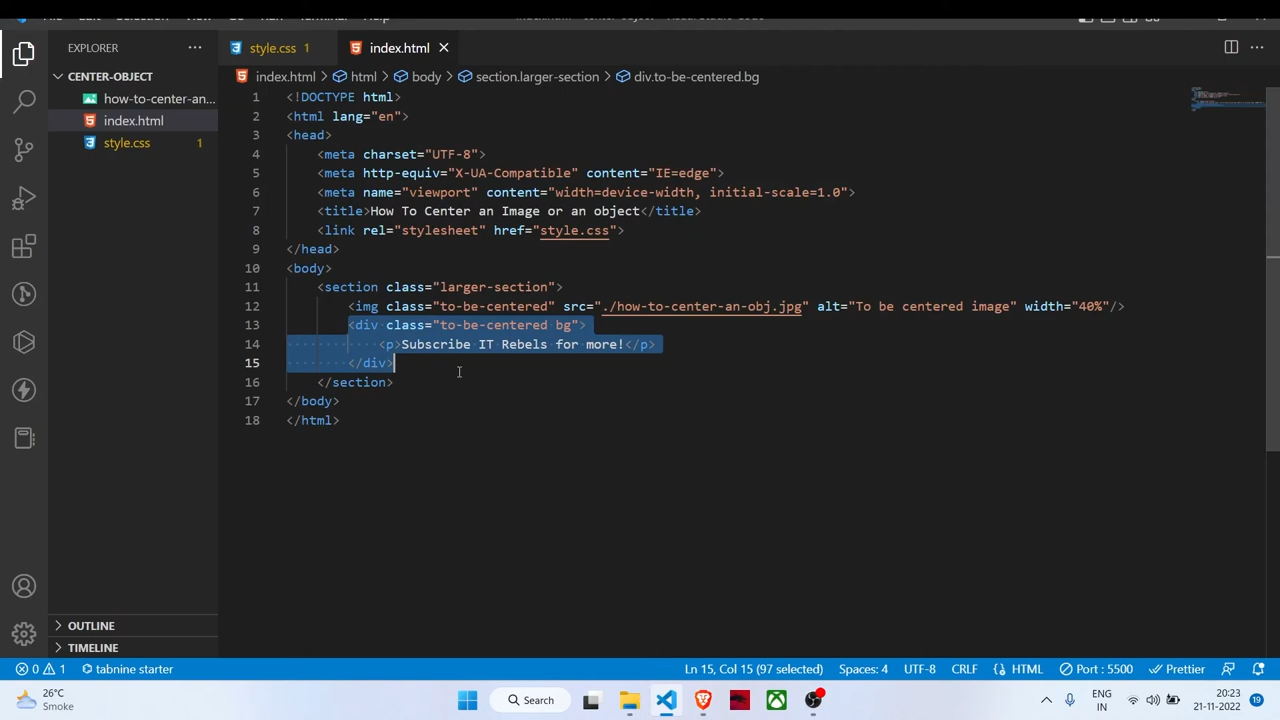 EXPLORER
CENTER-OBJECT
how-to-center-an...
index.html
style.css 1
OUTLINE
TIMELINE
style.css 1
index.html
index.html > html > body > section.larger-section > div.to-be-centered.bg
1 <!DOCTYPE html>
2 <html lang="en">
3 <head>
4 <meta charset="UTF-8">
5 <meta http-equiv="X-UA-Compatible" content="IE=edge">
6 <meta name="viewport" content="width=device-width, initial-scale=1.0">
7 <title>How To Center an Image or an object</title>
8 <link rel="stylesheet" href="style.css">
9 </head>
10 <body>
11 <section class="larger-section">
12 <img class="to-be-centered" src="./how-to-center-an-obj.jpg" alt="To be centered image" width="40%"/>
13 <div class="to-be-centered bg">
14 <p>Subscribe IT Rebels for more!</p>
15 </div>
16 </section>
17 </body>
18 </html>
0 1 tabnine starter Ln 15, Col 15 (97 selected) Spaces: 4 UTF-8 CRLF HTML Port : 5500 Prettier
26°C
Smoke
Search
ENG
IN
20:23
21-11-2022
19